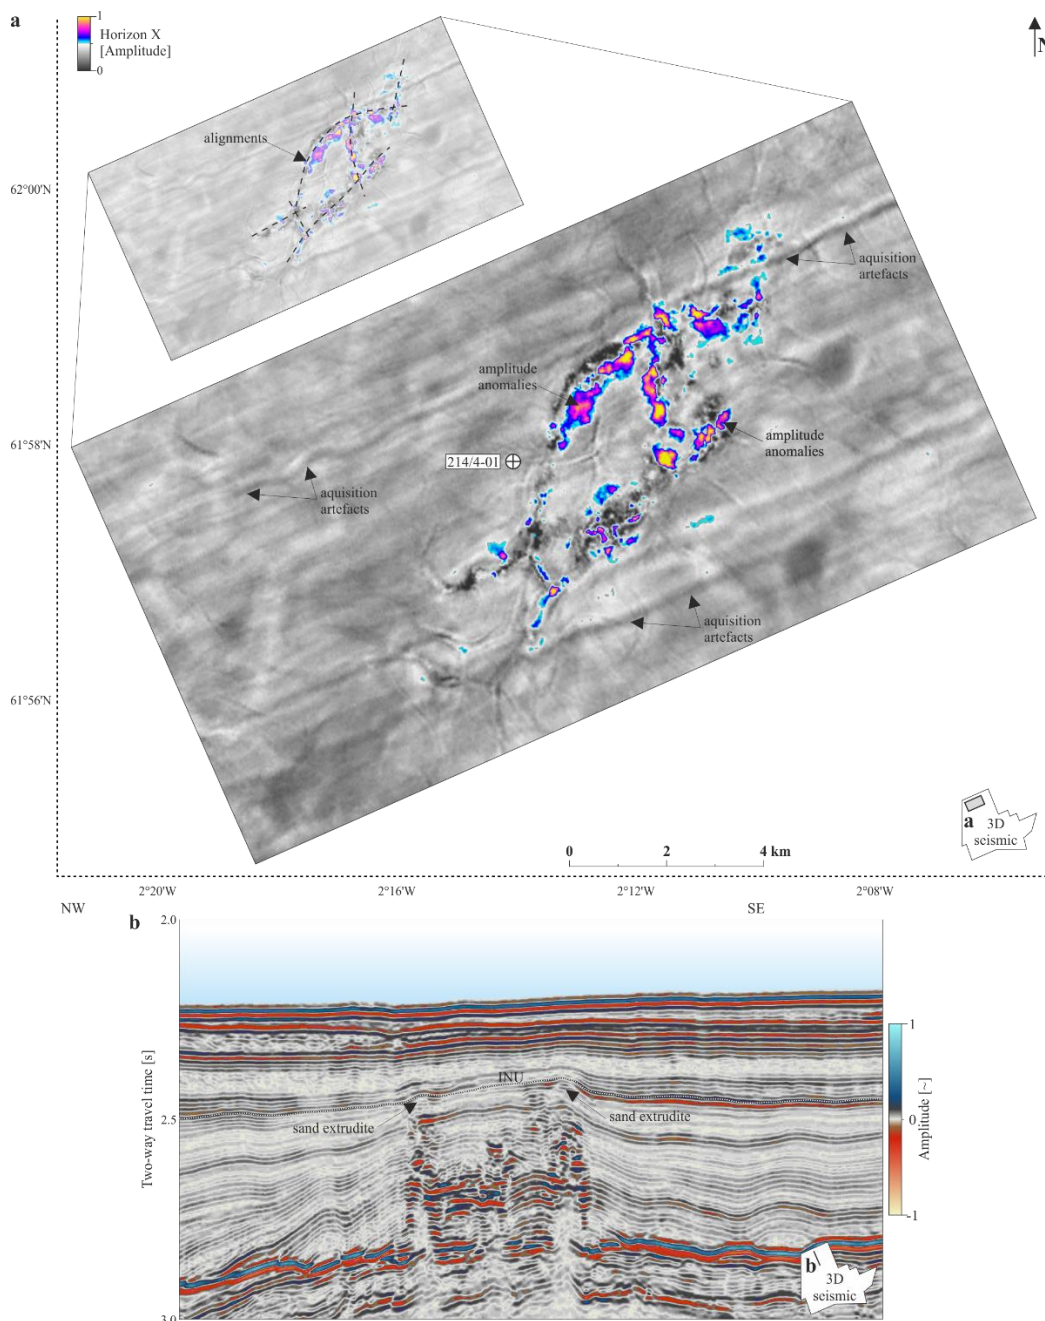 a
1
Horizon X
[Amplitude]
0
N
alignments
62°00'N
aquisition
artefacts
amplitude
anomalies
61°58'N
214/4-01
amplitude
anomalies
aquisition
artefacts
aquisition
artefacts
61°56'N
a
3D
seismic
0
2
4 km
2°20'W
2°16'W
2°12'W
2°08'W
NW
SE
b
2.0
Two-way travel time [s]
INU
sand extrudite
sand extrudite
2.5
1
0
-1
Amplitude [~]
b
3D
seismic
3.0